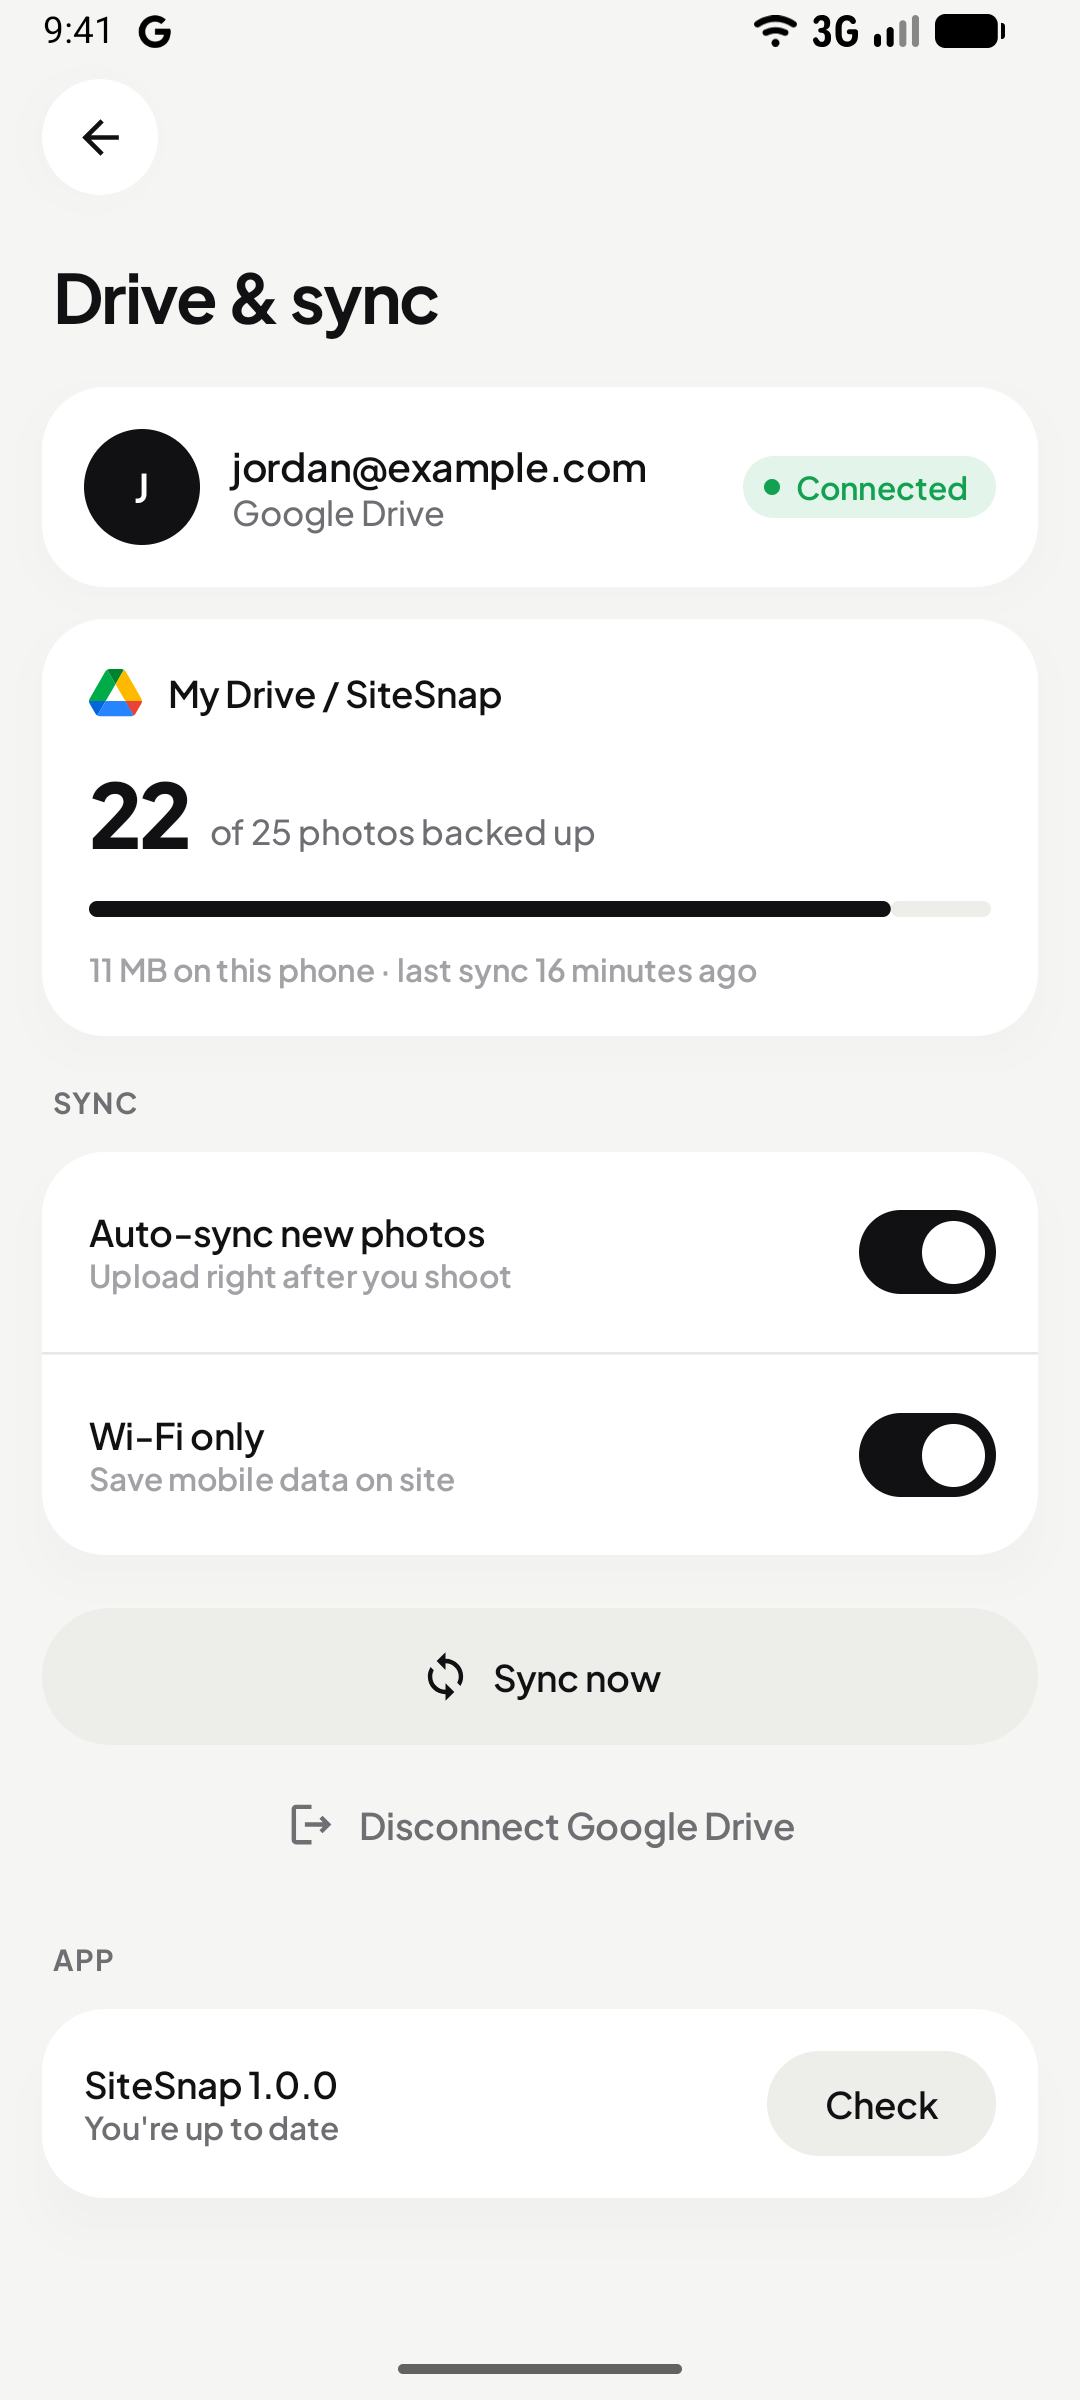 9:41 G 3G
Drive & sync
J
jordan@example.com
Google Drive
Connected
My Drive / SiteSnap
22 of 25 photos backed up
11 MB on this phone · last sync 16 minutes ago
SYNC
Auto-sync new photos
Upload right after you shoot
Wi-Fi only
Save mobile data on site
Sync now
Disconnect Google Drive
APP
SiteSnap 1.0.0
You're up to date
Check